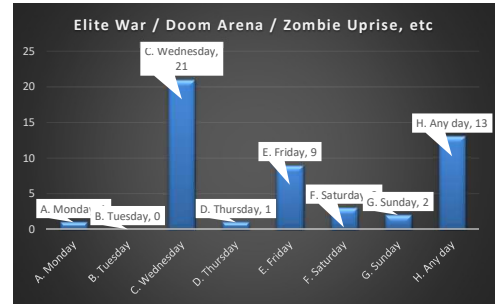 Elite War / Doom Arena / Zombie Uprise, etc
25
20
15
10
5
0
A. Monday,
B. Tuesday, 0
C. Wednesday,
21
D. Thursday, 1
E. Friday, 9
F. Saturday,
G. Sunday, 2
H. Any day, 13
A. Monday
B. Tuesday
C. Wednesday
D. Thursday
E. Friday
F. Saturday
G. Sunday
H. Any day